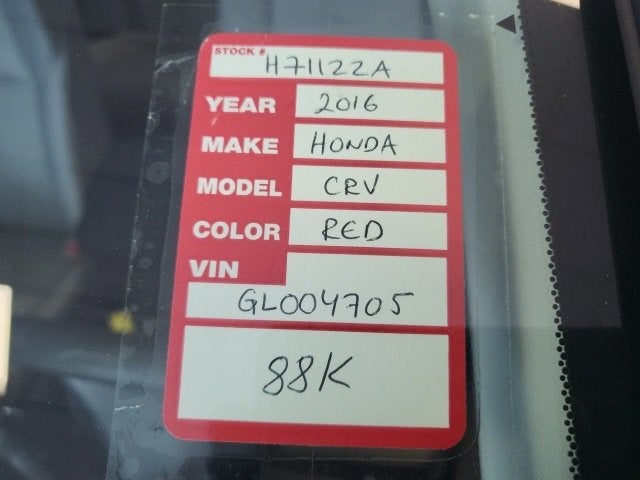 STOCK # H71122A
YEAR 2016
MAKE HONDA
MODEL CRV
COLOR RED
VIN
GL004705
88K